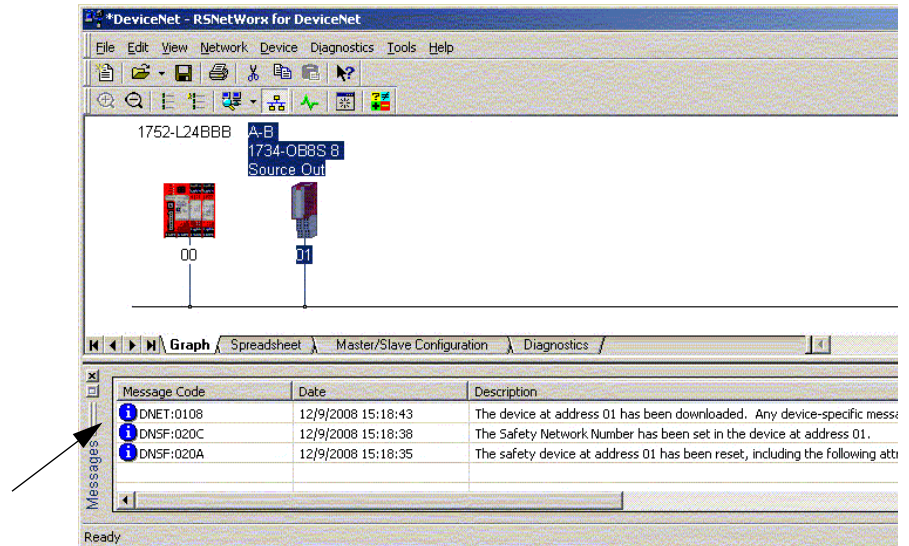 *DeviceNet - RSNetWorx for DeviceNet
File Edit View Network Device Diagnostics Tools Help
1752-L24BBB
A-B
1734-OB8S 8
Source Out
00
01
Graph Spreadsheet Master/Slave Configuration Diagnostics
Messages
Message Code Date Description
DNET:0108 12/9/2008 15:18:43 The device at address 01 has been downloaded. Any device-specific messa
DNSF:020C 12/9/2008 15:18:38 The Safety Network Number has been set in the device at address 01.
DNSF:020A 12/9/2008 15:18:35 The safety device at address 01 has been reset, including the following attr
Ready